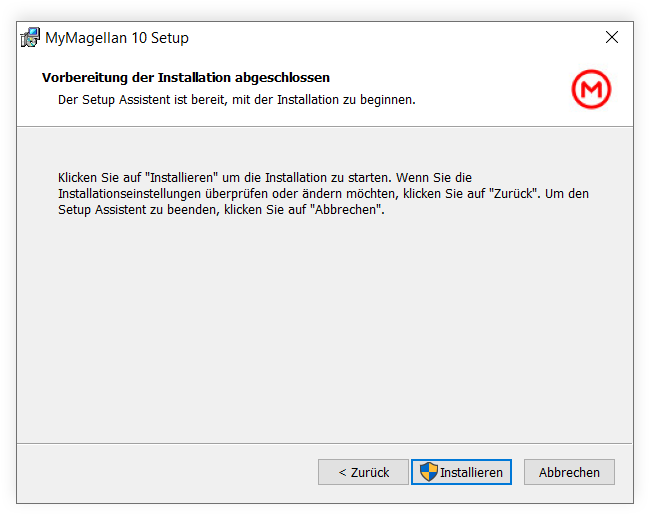 MyMagellan 10 Setup
Vorbereitung der Installation abgeschlossen
Der Setup Assistent ist bereit, mit der Installation zu beginnen.
M
Klicken Sie auf "Installieren" um die Installation zu starten. Wenn Sie die
Installationseinstellungen überprüfen oder ändern möchten, klicken Sie auf "Zurück". Um den
Setup Assistent zu beenden, klicken Sie auf "Abbrechen".
< Zurück
Installieren
Abbrechen